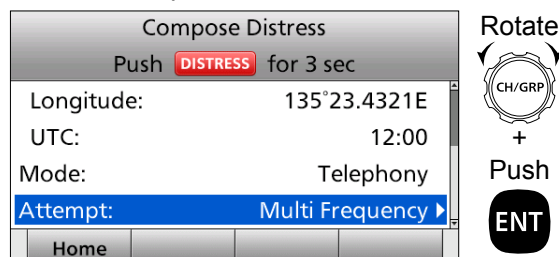 Compose Distress
Push DISTRESS for 3 sec
Longitude: 135°23.4321E
UTC: 12:00
Mode: Telephony
Attempt: Multi Frequency
Home
Rotate
CH/GRP
+
Push
ENT